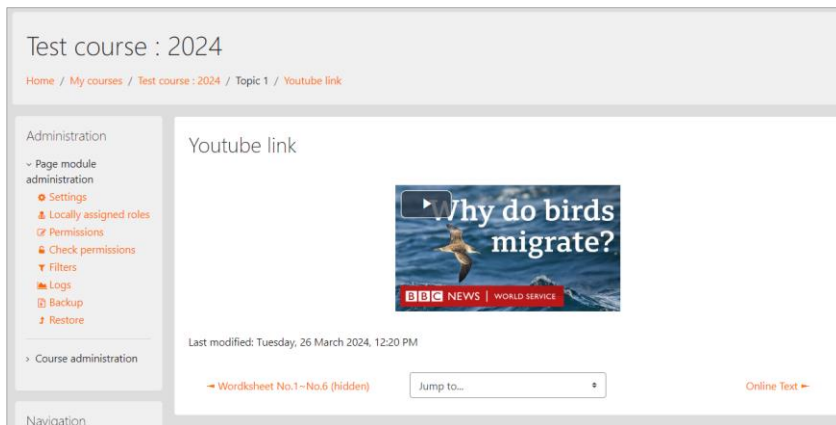 Test course : 2024
Home / My courses / Test course : 2024 / Topic 1 / Youtube link
Administration
⌄ Page module
administration
Settings
Locally assigned roles
Permissions
Check permissions
Filters
Logs
Backup
Restore
› Course administration
Navigation
Youtube link
Why do birds
migrate?
BBC NEWS | WORLD SERVICE
Last modified: Tuesday, 26 March 2024, 12:20 PM
◄ Wordksheet No.1~No.6 (hidden)
Jump to...
Online Text ►